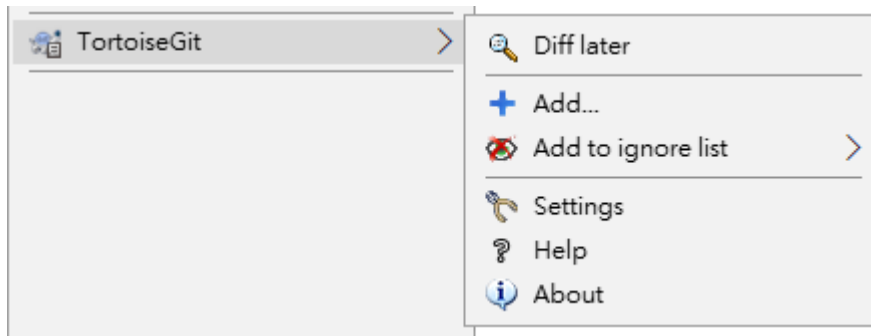 TortoiseGit
Diff later
Add...
Add to ignore list
Settings
Help
About